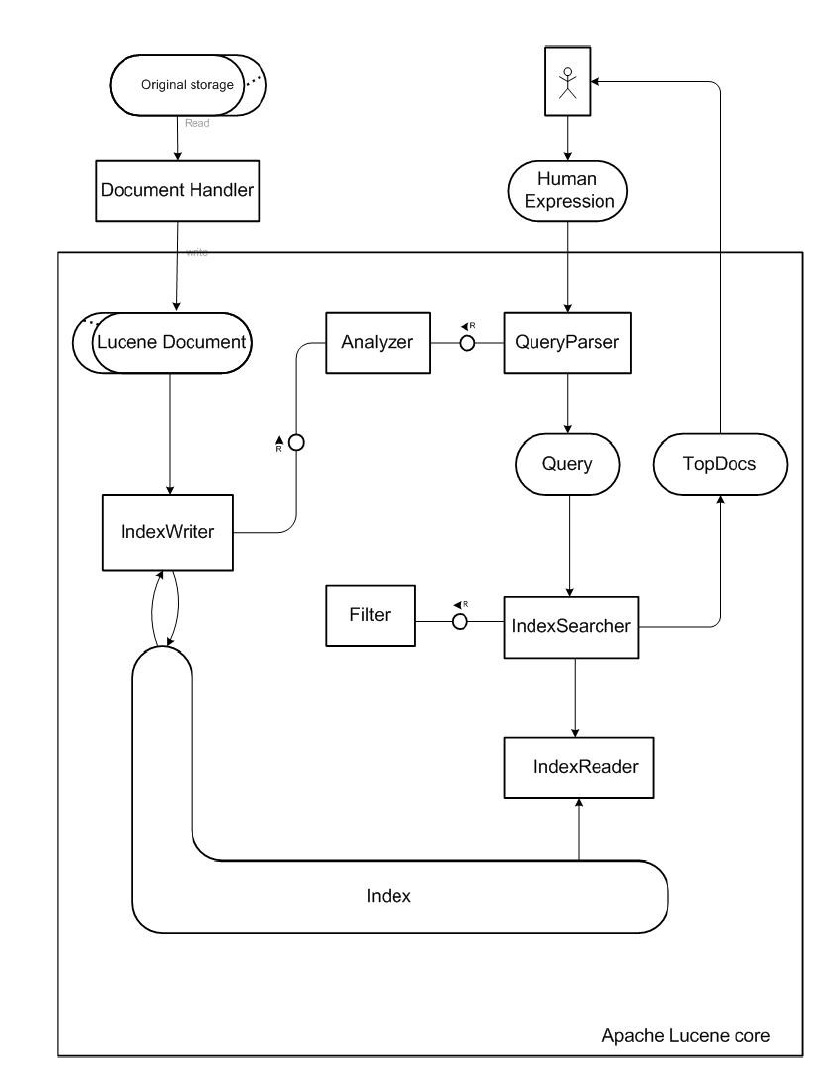 Original storage
Read
Document Handler
write
Human
Expression
Lucene Document
Analyzer
R
QueryParser
R
Query
TopDocs
IndexWriter
Filter
R
IndexSearcher
IndexReader
Index
Apache Lucene core